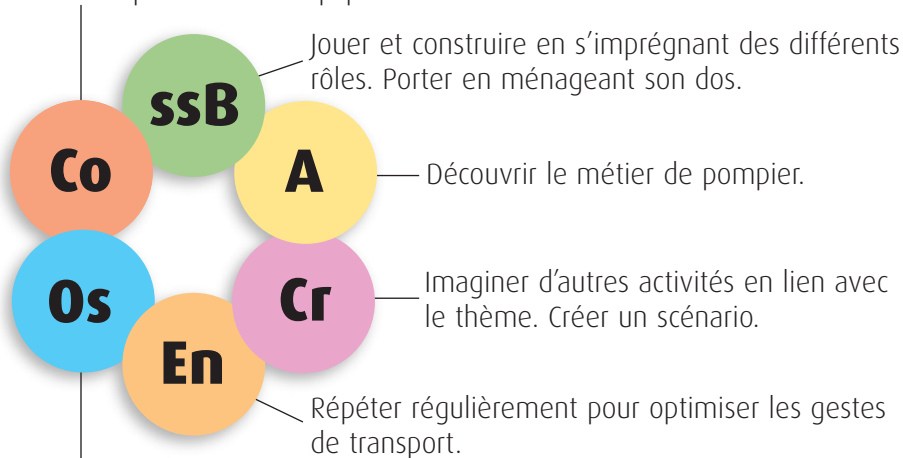 ssB
Jouer et construire en s’imprégnant des différents
rôles. Porter en ménageant son dos.
Co
A
Découvrir le métier de pompier.
Os
Cr
Imaginer d’autres activités en lien avec
le thème. Créer un scénario.
En
Répéter régulièrement pour optimiser les gestes
de transport.